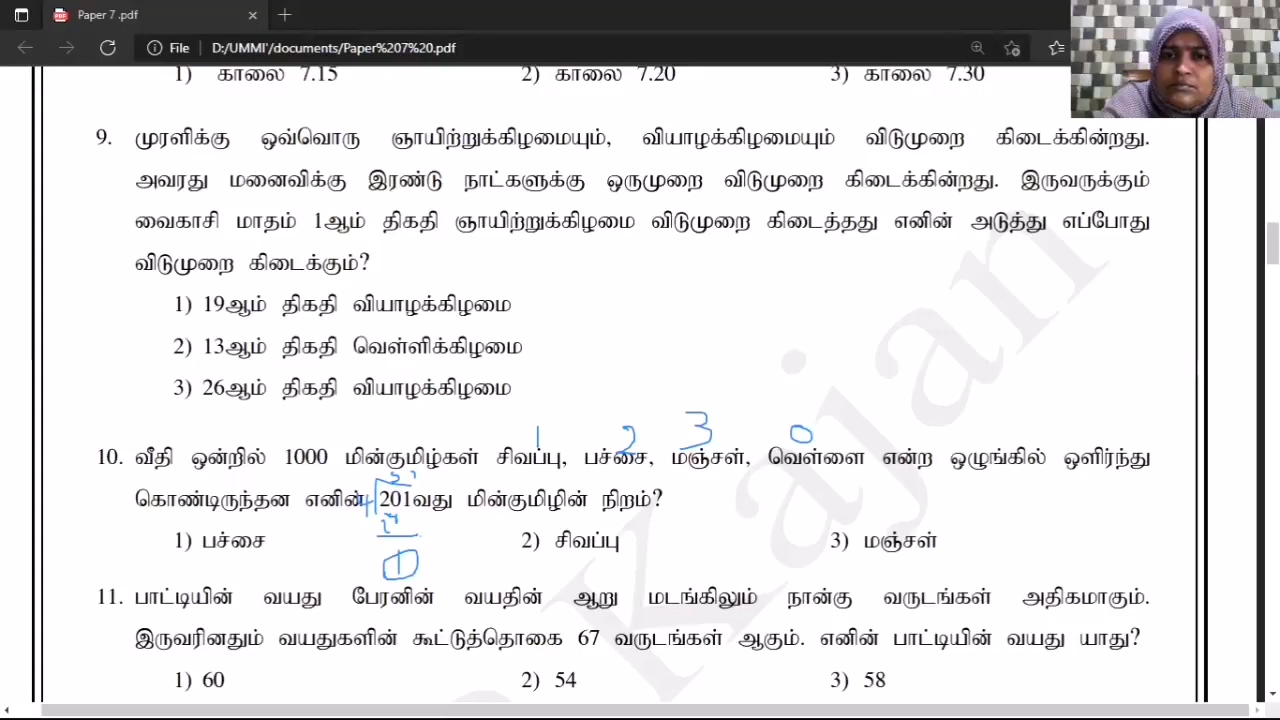 Paper 7 .pdf
File D:/UMMI'/documents/Paper%207%20.pdf
1) காலை 7.15 2) காலை 7.20 3) காலை 7.30
9. முரளிக்கு ஒவ்வொரு ஞாயிற்றுக்கிழமையும், வியாழக்கிழமையும் விடுமுறை கிடைக்கின்றது.
அவரது மனைவிக்கு இரண்டு நாட்களுக்கு ஒருமுறை விடுமுறை கிடைக்கின்றது. இருவருக்கும்
வைகாசி மாதம் 1ஆம் திகதி ஞாயிற்றுக்கிழமை விடுமுறை கிடைத்தது எனின் அடுத்து எப்போது
விடுமுறை கிடைக்கும்?
1) 19ஆம் திகதி வியாழக்கிழமை
2) 13ஆம் திகதி வெள்ளிக்கிழமை
3) 26ஆம் திகதி வியாழக்கிழமை
1 2 3 0
10. வீதி ஒன்றில் 1000 மின்குமிழ்கள் சிவப்பு, பச்சை, மஞ்சள், வெள்ளை என்ற ஒழுங்கில் ஒளிர்ந்து
கொண்டிருந்தன எனின் 4 201வது மின்குமிழின் நிறம்?
1) பச்சை 2) சிவப்பு 3) மஞ்சள்
1
11. பாட்டியின் வயது பேரனின் வயதின் ஆறு மடங்கிலும் நான்கு வருடங்கள் அதிகமாகும்.
இருவரினதும் வயதுகளின் கூட்டுத்தொகை 67 வருடங்கள் ஆகும். எனின் பாட்டியின் வயது யாது?
1) 60 2) 54 3) 58
Kajan